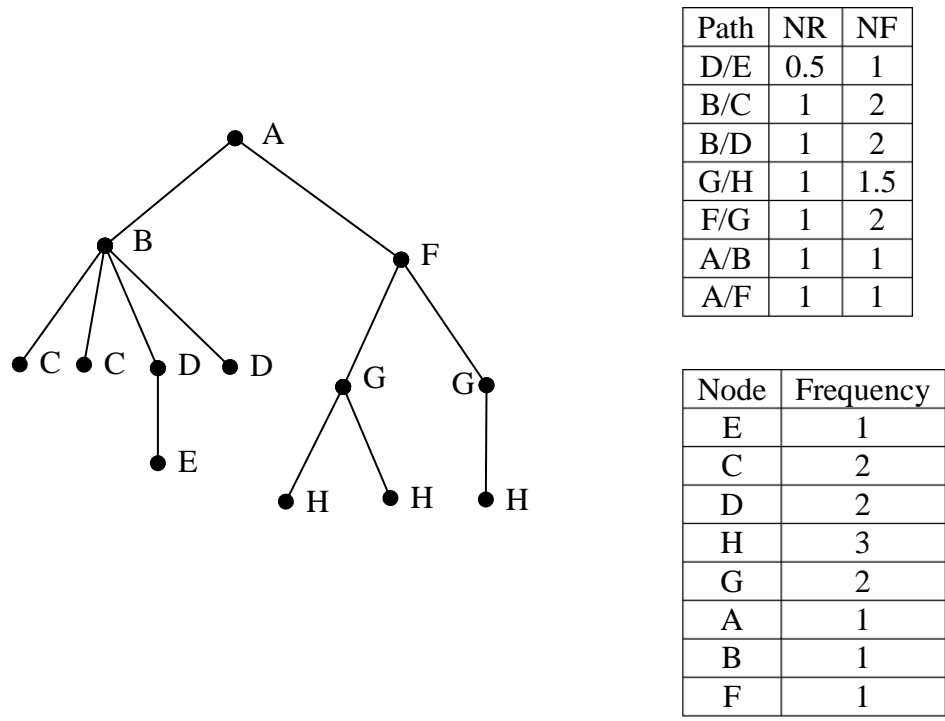 A
B
F
C C D D
G G
E
H H H
Path NR NF
D/E 0.5 1
B/C 1 2
B/D 1 2
G/H 1 1.5
F/G 1 2
A/B 1 1
A/F 1 1
Node Frequency
E 1
C 2
D 2
H 3
G 2
A 1
B 1
F 1